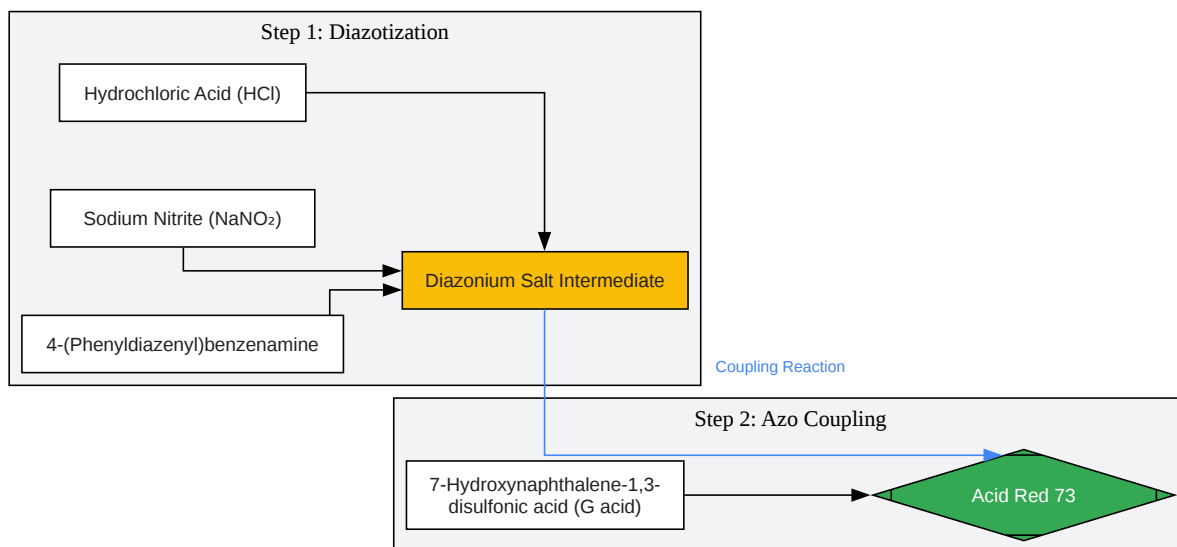 Step 1: Diazotization
Hydrochloric Acid (HCl)
Sodium Nitrite (NaNO₂)
Diazonium Salt Intermediate
4-(Phenyldiazenyl)benzenamine
Coupling Reaction
Step 2: Azo Coupling
7-Hydroxynaphthalene-1,3-
disulfonic acid (G acid)
Acid Red 73